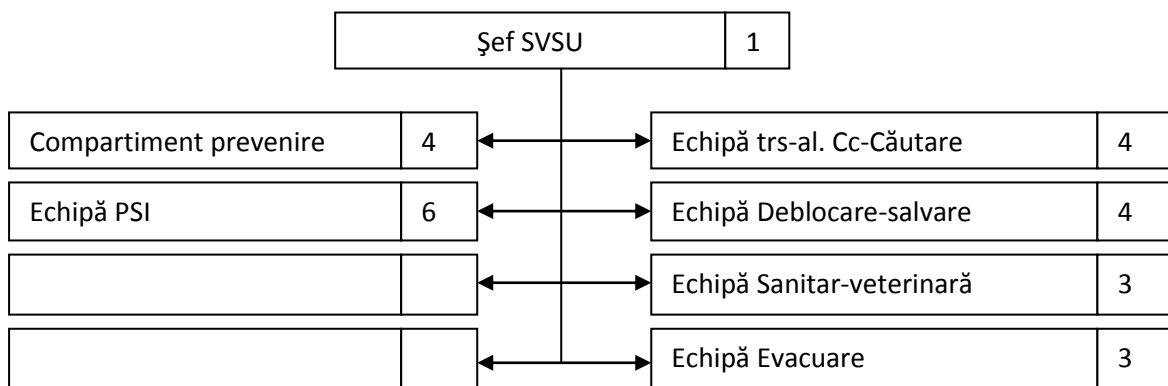 Şef SVSU 1
Compartiment prevenire 4
Echipă trs-al. Cc-Căutare 4
Echipă PSI 6
Echipă Deblocare-salvare 4
Echipă Sanitar-veterinară 3
Echipă Evacuare 3